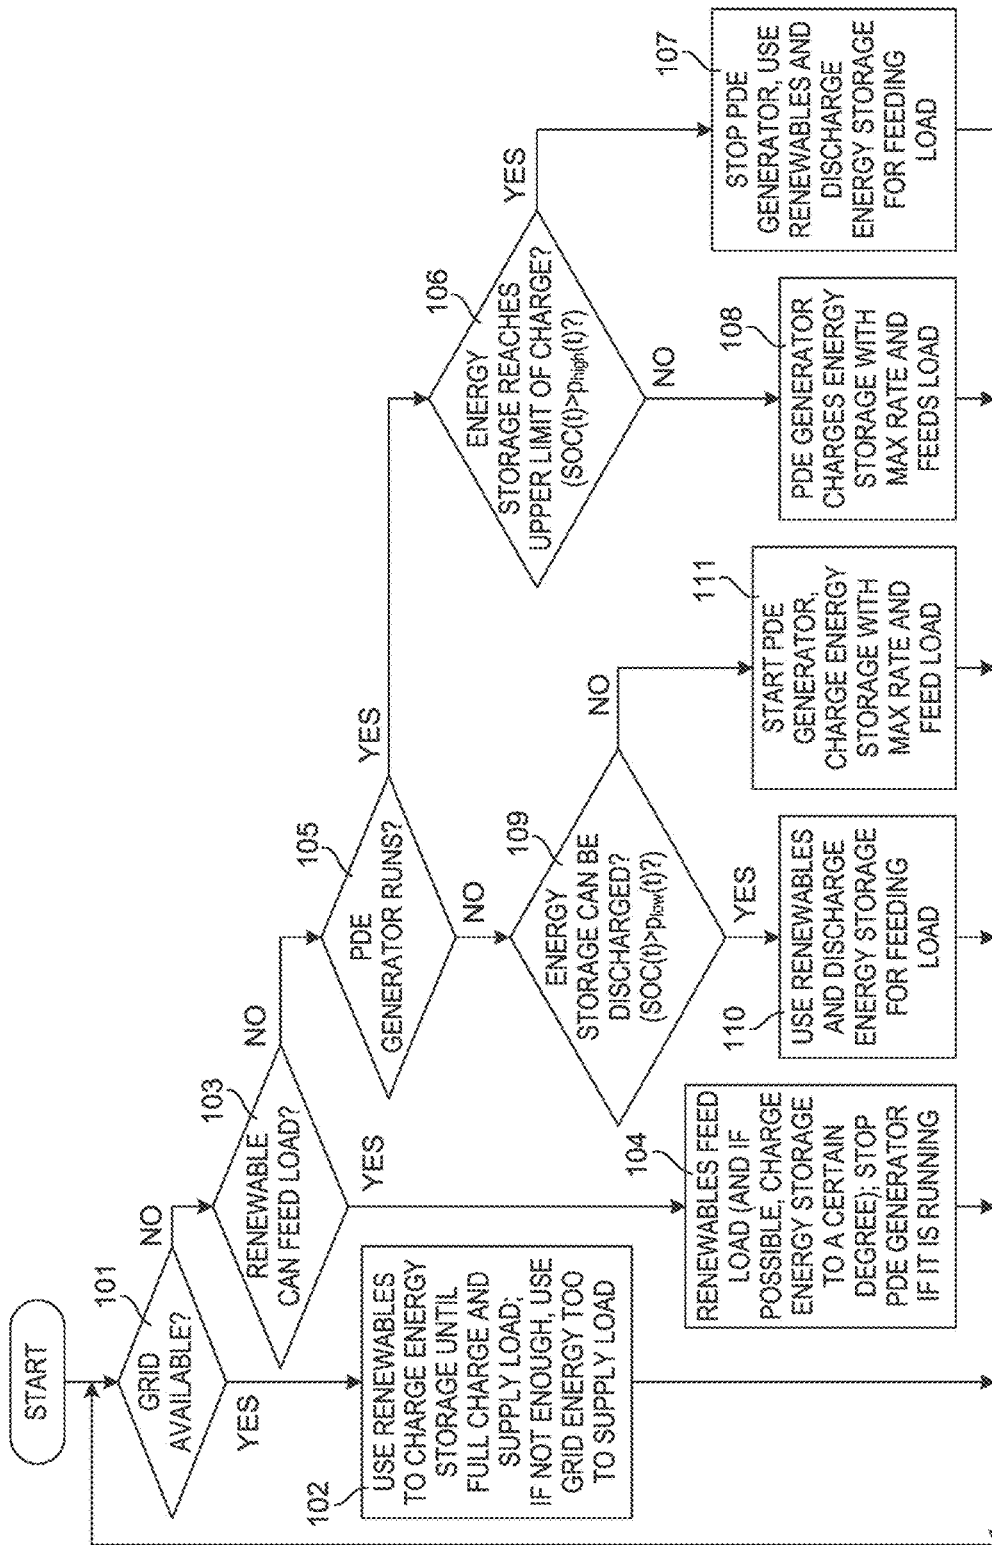 START
101
GRID
AVAILABLE?
NO
YES
102
USE RENEWABLES
TO CHARGE ENERGY
STORAGE UNTIL
FULL CHARGE AND
SUPPLY LOAD;
IF NOT ENOUGH, USE
GRID ENERGY TOO
TO SUPPLY LOAD
103
RENEWABLE
CAN FEED LOAD?
NO
YES
104
RENEWABLES FEED
LOAD (AND IF
POSSIBLE, CHARGE
ENERGY STORAGE
TO A CERTAIN
DEGREE); STOP
PDE GENERATOR
IF IT IS RUNNING
105
PDE
GENERATOR RUNS?
YES
NO
109
ENERGY
STORAGE CAN BE
DISCHARGED?
(SOC(t)>plow(t)?)
NO
YES
110
USE RENEWABLES
AND DISCHARGE
ENERGY STORAGE
FOR FEEDING
LOAD
111
START PDE
GENERATOR,
CHARGE ENERGY
STORAGE WITH
MAX RATE AND
FEED LOAD
106
ENERGY
STORAGE REACHES
UPPER LIMIT OF CHARGE?
(SOC(t)>phigh(t)?)
YES
NO
108
PDE GENERATOR
CHARGES ENERGY
STORAGE WITH
MAX RATE AND
FEEDS LOAD
107
STOP PDE
GENERATOR, USE
RENEWABLES AND
DISCHARGE
ENERGY STORAGE
FOR FEEDING
LOAD